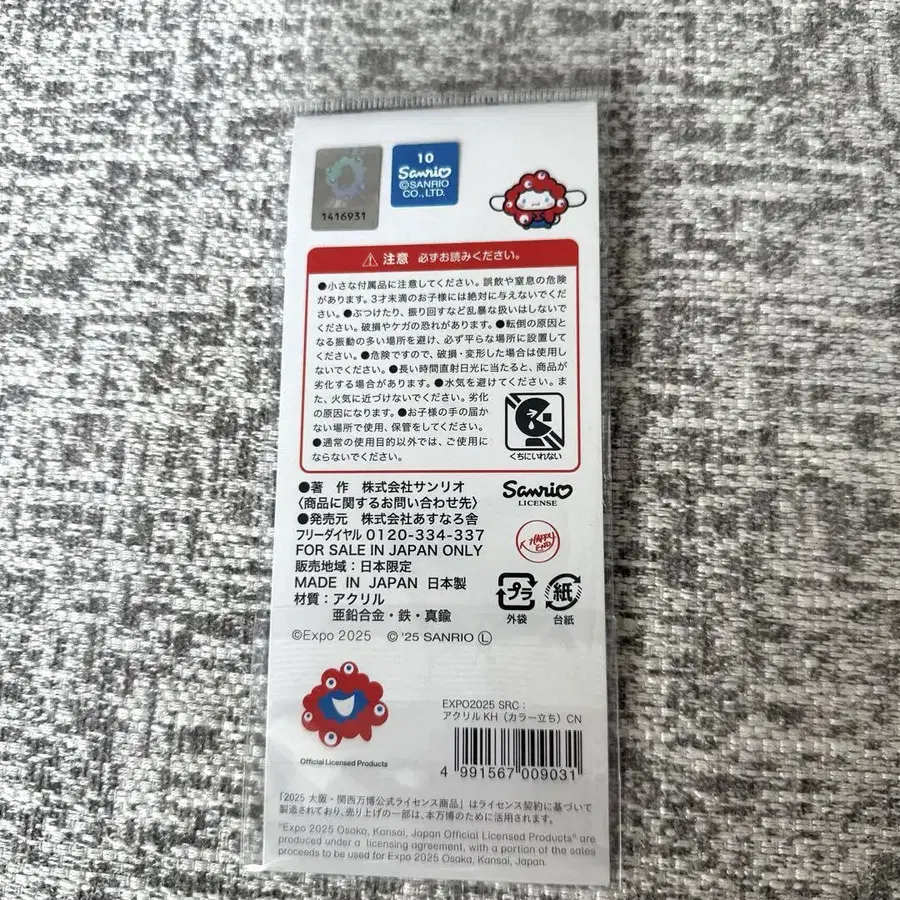 1416931
10
Sanrio
©SANRIO
CO.,LTD.
⚠注意 必ずお読みください。
●小さな付属品に注意してください。誤飲や窒息の危険
があります。3才未満のお子様には絶対に与えないでくだ
さい。●ぶつけたり、振り回すなど乱暴な扱いはしないで
ください。破損やケガの恐れがあります。●転倒の原因と
なる振動の多い場所を避け、必ず平らな場所に設置して
ください。●危険ですので、破損・変形した場合は使用し
ないでください。●長い時間直射日光に当たると、商品が
劣化する場合があります。●水気を避けてください。ま
た、火気に近づけないでください。劣化
の原因になります。●お子様の手の届か
ない場所で使用、保管をしてください。
●通常の使用目的以外では、ご使用に
ならないでください。
くちにいれない
●著 作 株式会社サンリオ
〈商品に関するお問い合わせ先〉
●発売元 株式会社あすなろ舎
フリーダイヤル 0120-334-337
FOR SALE IN JAPAN ONLY
販売地域：日本限定
MADE IN JAPAN 日本製
材質：アクリル
亜鉛合金・鉄・真鍮
©Expo 2025 © '25 SANRIO Ⓛ
Sanrio
LICENSE
HAPPY
END
プラ
外袋
紙
台紙
Official Licensed Products
EXPO2025 SRC：
アクリルKH（カラー立ち）CN
4 991567 009031
「2025 大阪・関西万博公式ライセンス商品」はライセンス契約に基づいて
製造されており、売り上げの一部は、本万博のために活用されます。
"Expo 2025 Osaka, Kansai, Japan Official Licensed Products" are
produced under a licensing agreement, with a portion of the sales
proceeds to be used for Expo 2025 Osaka, Kansai, Japan.